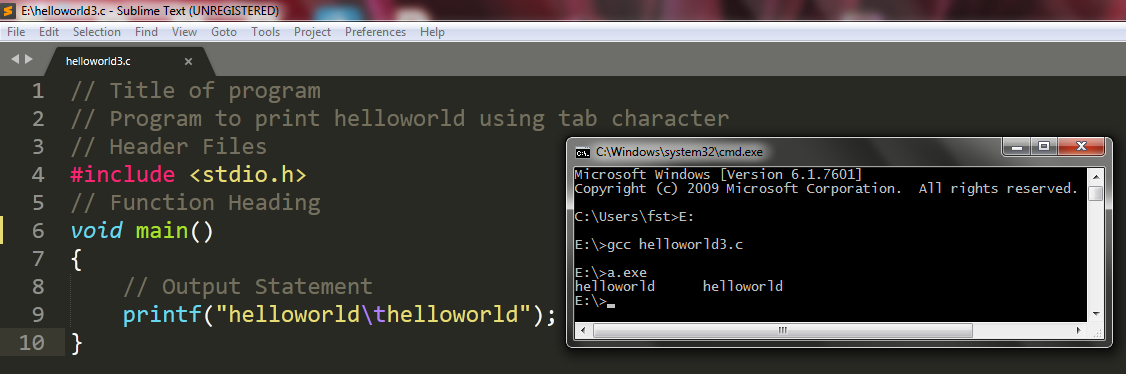 E:\helloworld3.c - Sublime Text (UNREGISTERED)
File Edit Selection Find View Goto Tools Project Preferences Help
helloworld3.c ×
1 // Title of program
2 // Program to print helloworld using tab character
3 // Header Files
4 #include <stdio.h>
5 // Function Heading
6 void main()
7 {
8     // Output Statement
9     printf("helloworld\thelloworld");
10 }
C:\Windows\system32\cmd.exe
Microsoft Windows [Version 6.1.7601]
Copyright (c) 2009 Microsoft Corporation.  All rights reserved.
C:\Users\fst>E:
E:\>gcc helloworld3.c
E:\>a.exe
helloworld      helloworld
E:\>_